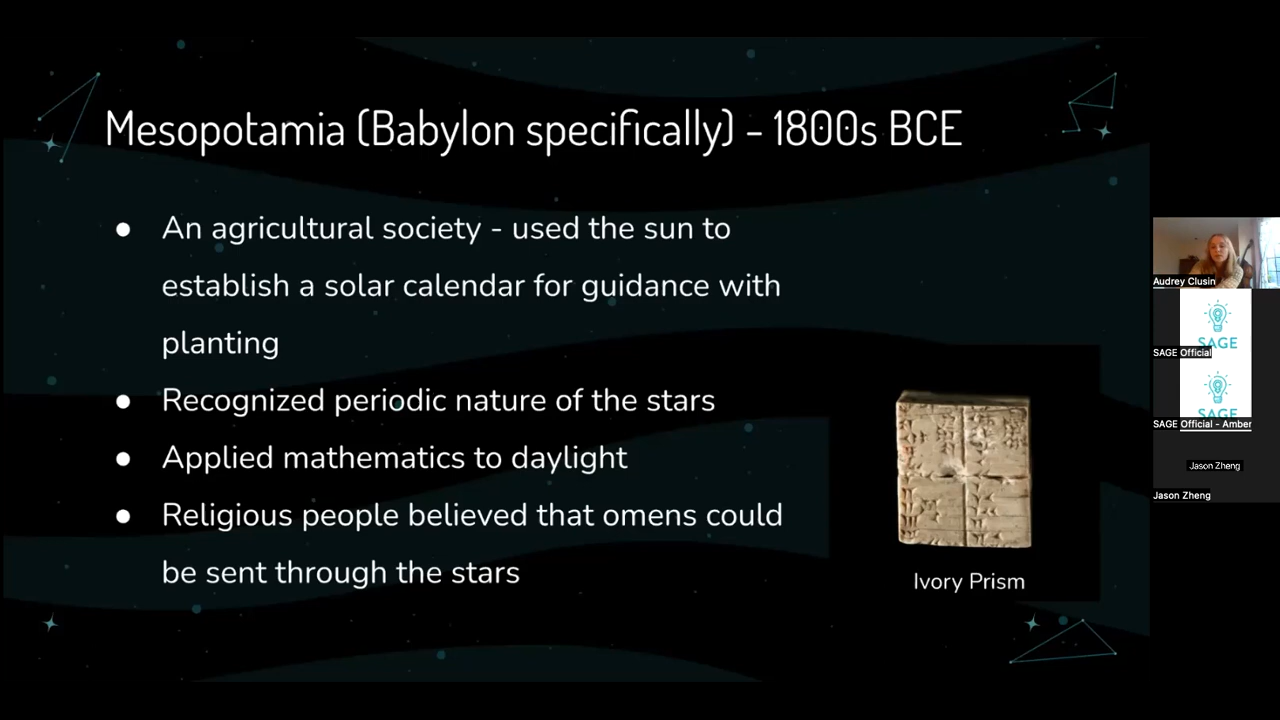 Mesopotamia (Babylon specifically) - 1800s BCE
● An agricultural society - used the sun to
establish a solar calendar for guidance with
planting
● Recognized periodic nature of the stars
● Applied mathematics to daylight
● Religious people believed that omens could
be sent through the stars
Ivory Prism
Audrey Clusin
SAGE
SAGE Official
SAGE
SAGE Official - Amber
Jason Zheng
Jason Zheng